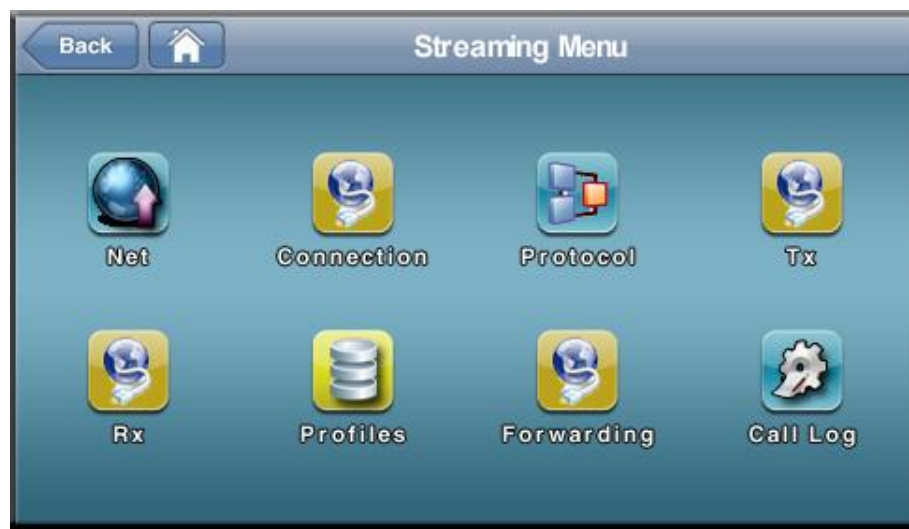 Back
Streaming Menu
Net
Connection
Protocol
Tx
Rx
Profiles
Forwarding
Call Log